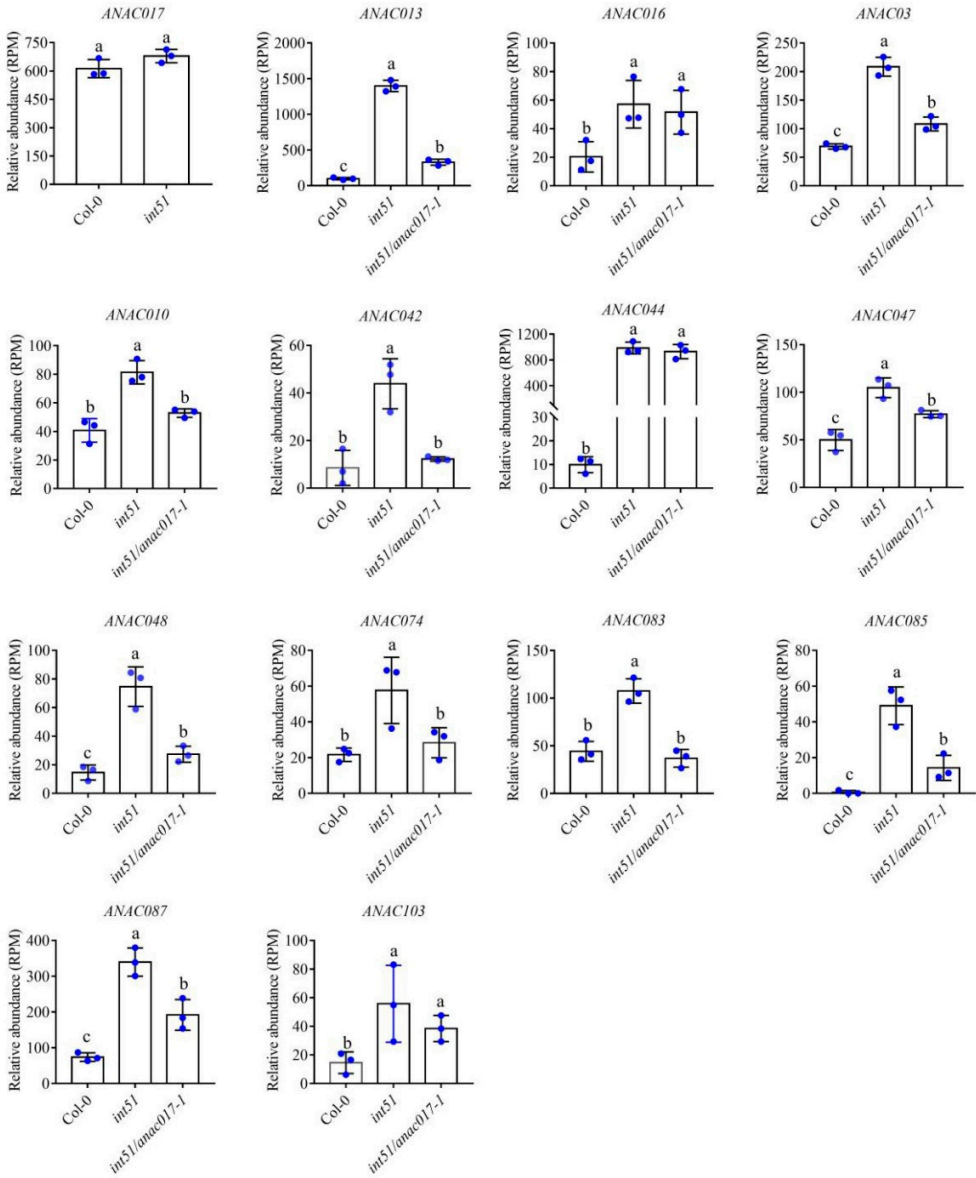 ANAC017
Relative abundance (RPM)
750
600
450
300
150
0
a
a
Col-0
int51
ANAC013
Relative abundance (RPM)
2000
1500
1000
500
0
c
a
b
Col-0
int51
int51/anac017-1
ANAC016
Relative abundance (RPM)
100
80
60
40
20
0
b
a
a
Col-0
int51
int51/anac017-1
ANAC03
Relative abundance (RPM)
250
200
150
100
50
0
c
a
b
Col-0
int51
int51/anac017-1
ANAC010
Relative abundance (RPM)
100
80
60
40
20
0
b
a
b
Col-0
int51
int51/anac017-1
ANAC042
Relative abundance (RPM)
60
40
20
0
b
a
b
Col-0
int51
int51/anac017-1
ANAC044
Relative abundance (RPM)
1200
800
400
30
20
10
0
b
a
a
Col-0
int51
int51/anac017-1
ANAC047
Relative abundance (RPM)
150
100
50
0
c
a
b
Col-0
int51
int51/anac017-1
ANAC048
Relative abundance (RPM)
100
80
60
40
20
0
c
a
b
Col-0
int51
int51/anac017-1
ANAC074
Relative abundance (RPM)
80
60
40
20
0
b
a
b
Col-0
int51
int51/anac017-1
ANAC083
Relative abundance (RPM)
150
100
50
0
b
a
b
Col-0
int51
int51/anac017-1
ANAC085
Relative abundance (RPM)
80
60
40
20
0
c
a
b
Col-0
int51
int51/anac017-1
ANAC087
Relative abundance (RPM)
400
300
200
100
0
c
a
b
Col-0
int51
int51/anac017-1
ANAC103
Relative abundance (RPM)
100
80
60
40
20
0
b
a
a
Col-0
int51
int51/anac017-1